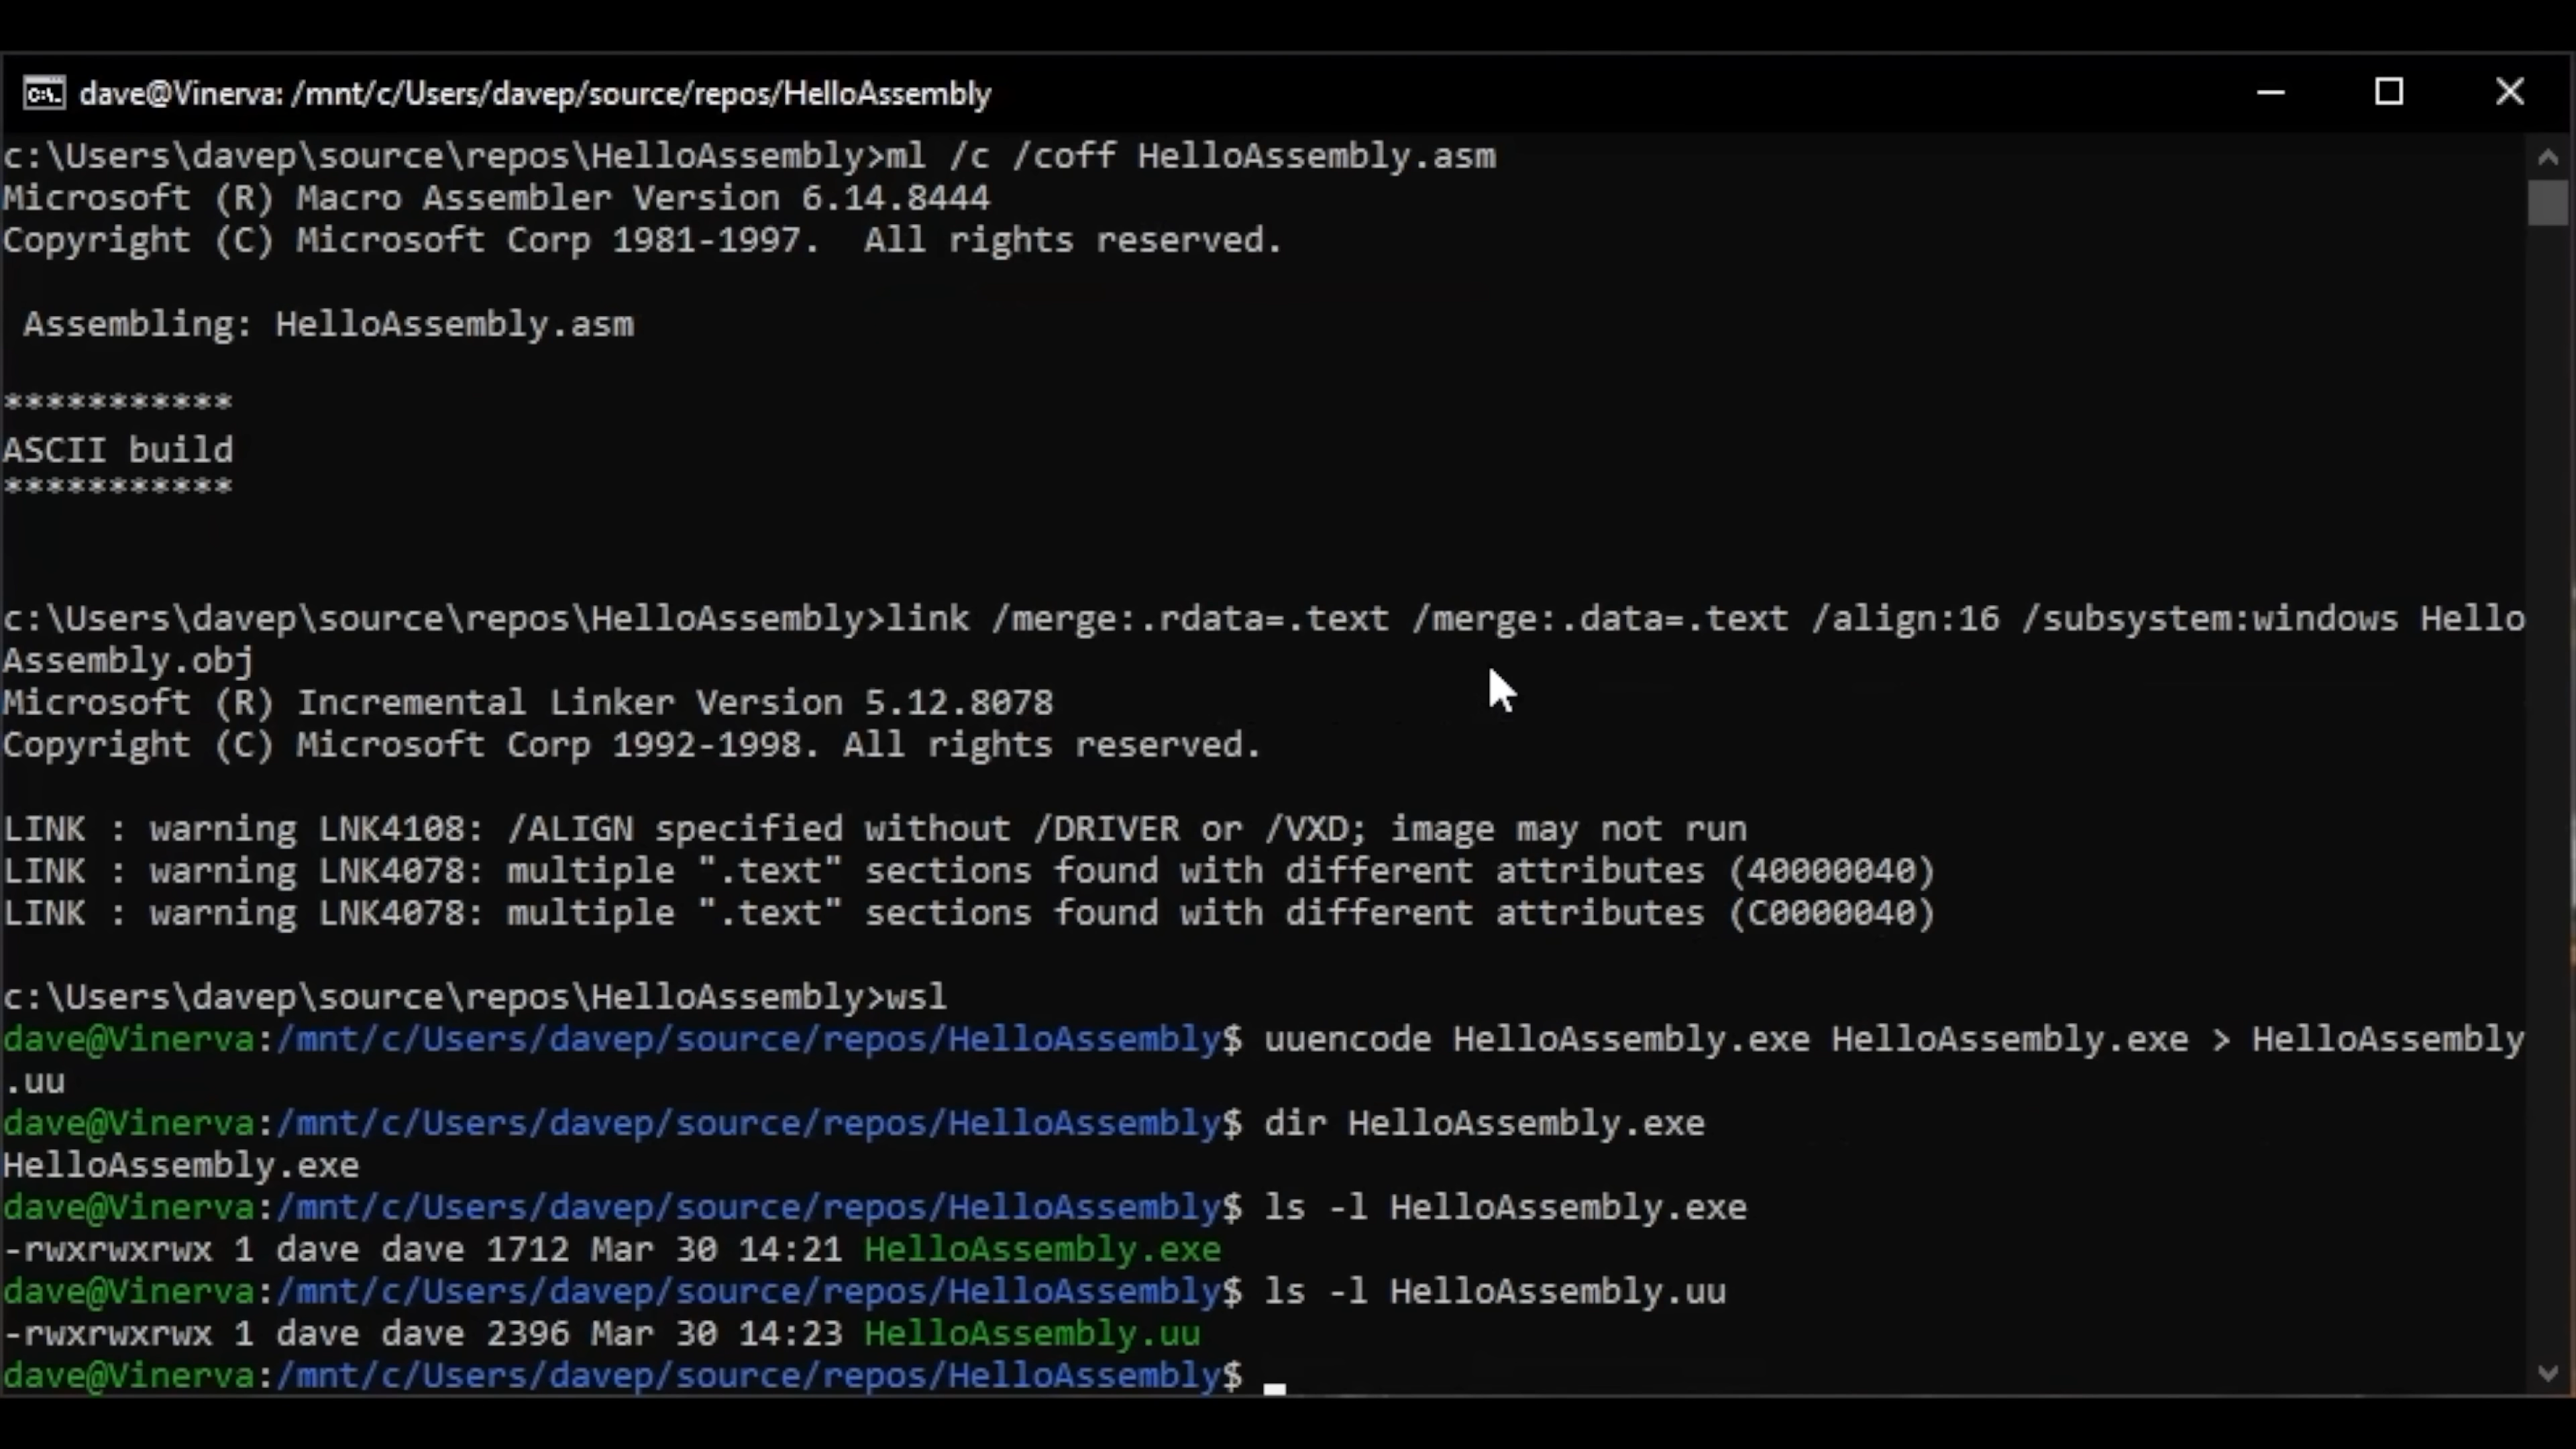 dave@Vinerva: /mnt/c/Users/davep/source/repos/HelloAssembly
c:\Users\davep\source\repos\HelloAssembly>ml /c /coff HelloAssembly.asm
Microsoft (R) Macro Assembler Version 6.14.8444
Copyright (C) Microsoft Corp 1981-1997.  All rights reserved.
 Assembling: HelloAssembly.asm
***********
ASCII build
***********
c:\Users\davep\source\repos\HelloAssembly>link /merge:.rdata=.text /merge:.data=.text /align:16 /subsystem:windows Hello
Assembly.obj
Microsoft (R) Incremental Linker Version 5.12.8078
Copyright (C) Microsoft Corp 1992-1998. All rights reserved.
LINK : warning LNK4108: /ALIGN specified without /DRIVER or /VXD; image may not run
LINK : warning LNK4078: multiple ".text" sections found with different attributes (40000040)
LINK : warning LNK4078: multiple ".text" sections found with different attributes (C0000040)
c:\Users\davep\source\repos\HelloAssembly>wsl
dave@Vinerva:/mnt/c/Users/davep/source/repos/HelloAssembly$ uuencode HelloAssembly.exe HelloAssembly.exe > HelloAssembly
.uu
dave@Vinerva:/mnt/c/Users/davep/source/repos/HelloAssembly$ dir HelloAssembly.exe
HelloAssembly.exe
dave@Vinerva:/mnt/c/Users/davep/source/repos/HelloAssembly$ ls -l HelloAssembly.exe
-rwxrwxrwx 1 dave dave 1712 Mar 30 14:21 HelloAssembly.exe
dave@Vinerva:/mnt/c/Users/davep/source/repos/HelloAssembly$ ls -l HelloAssembly.uu
-rwxrwxrwx 1 dave dave 2396 Mar 30 14:23 HelloAssembly.uu
dave@Vinerva:/mnt/c/Users/davep/source/repos/HelloAssembly$